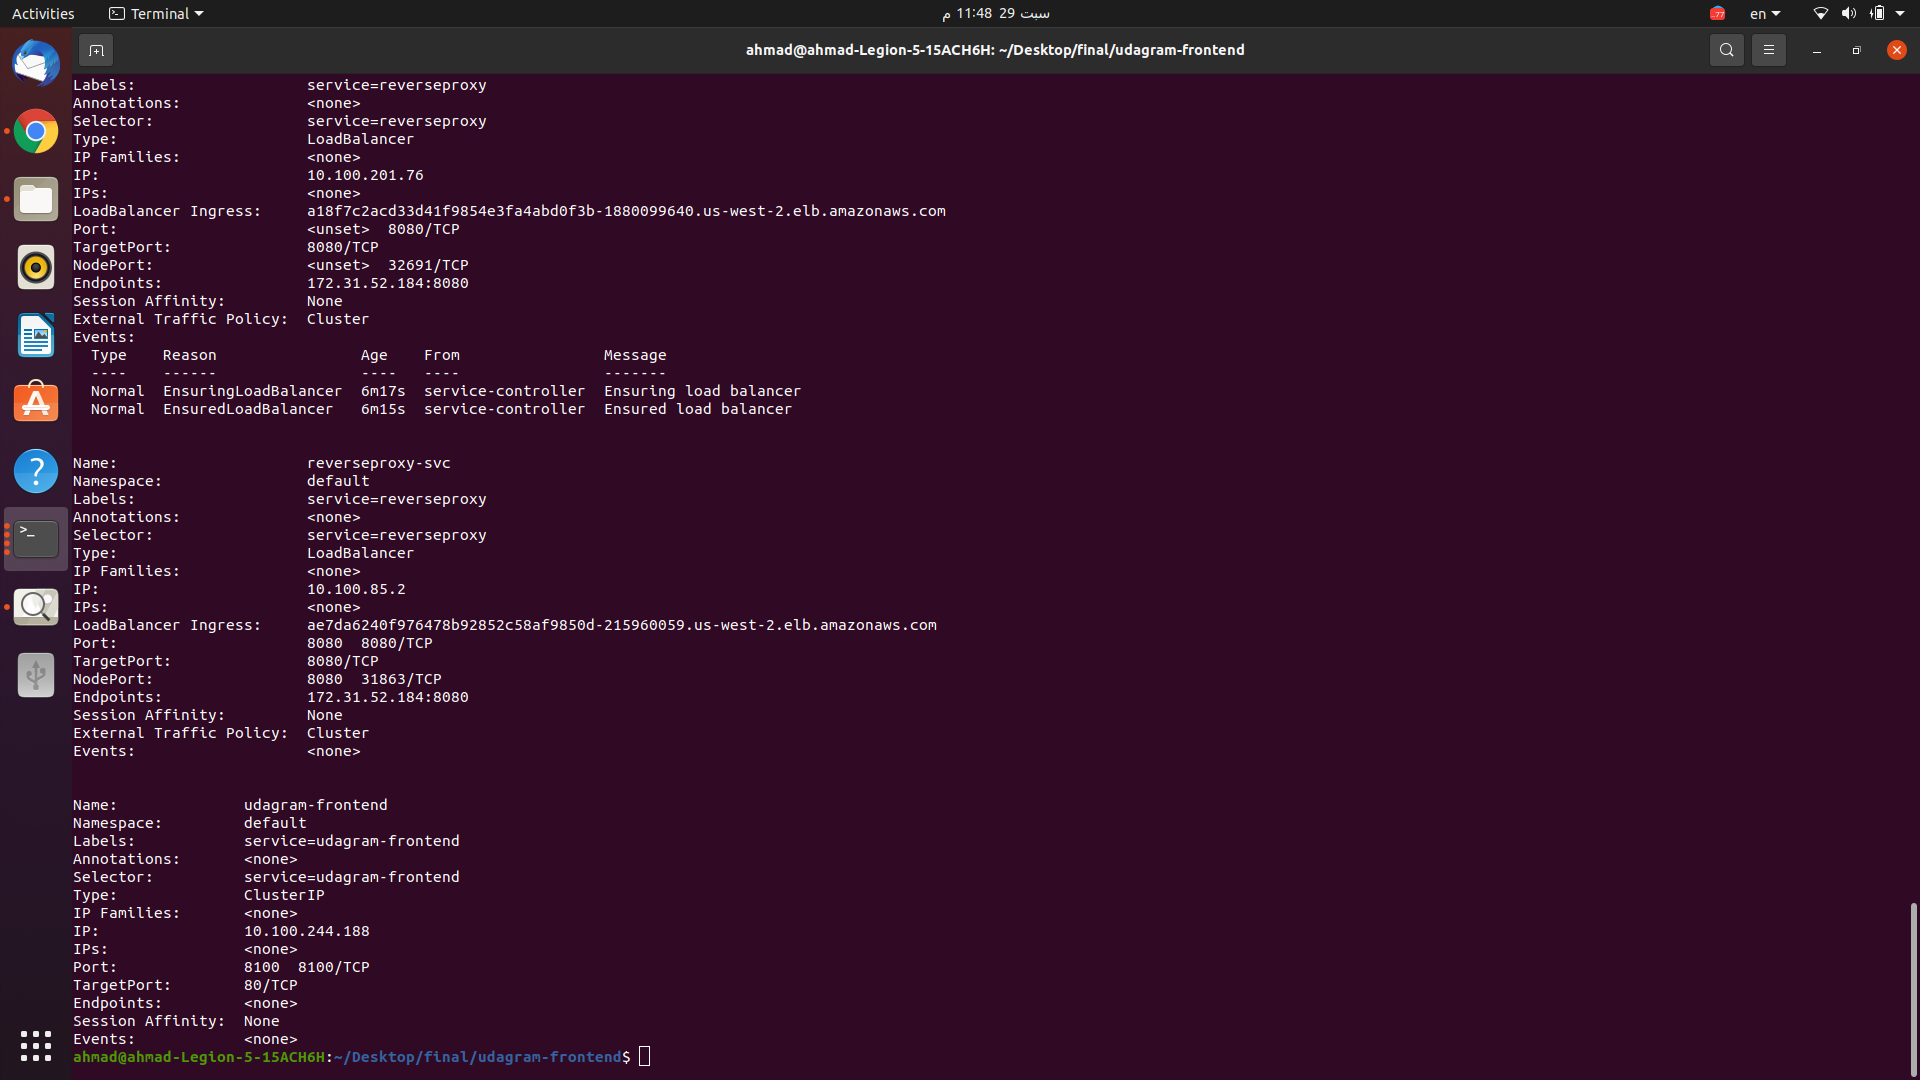 Activities
Terminal
سبت 29 11:48 م
en
ahmad@ahmad-Legion-5-15ACH6H: ~/Desktop/final/udagram-frontend
Labels: service=reverseproxy
Annotations: <none>
Selector: service=reverseproxy
Type: LoadBalancer
IP Families: <none>
IP: 10.100.201.76
IPs: <none>
LoadBalancer Ingress: a18f7c2acd33d41f9854e3fa4abd0f3b-1880099640.us-west-2.elb.amazonaws.com
Port: <unset> 8080/TCP
TargetPort: 8080/TCP
NodePort: <unset> 32691/TCP
Endpoints: 172.31.52.184:8080
Session Affinity: None
External Traffic Policy: Cluster
Events:
Type Reason Age From Message
---- ------ ---- ---- -------
Normal EnsuringLoadBalancer 6m17s service-controller Ensuring load balancer
Normal EnsuredLoadBalancer 6m15s service-controller Ensured load balancer
Name: reverseproxy-svc
Namespace: default
Labels: service=reverseproxy
Annotations: <none>
Selector: service=reverseproxy
Type: LoadBalancer
IP Families: <none>
IP: 10.100.85.2
IPs: <none>
LoadBalancer Ingress: ae7da6240f976478b92852c58af9850d-215960059.us-west-2.elb.amazonaws.com
Port: 8080 8080/TCP
TargetPort: 8080/TCP
NodePort: 8080 31863/TCP
Endpoints: 172.31.52.184:8080
Session Affinity: None
External Traffic Policy: Cluster
Events: <none>
Name: udagram-frontend
Namespace: default
Labels: service=udagram-frontend
Annotations: <none>
Selector: service=udagram-frontend
Type: ClusterIP
IP Families: <none>
IP: 10.100.244.188
IPs: <none>
Port: 8100 8100/TCP
TargetPort: 80/TCP
Endpoints: <none>
Session Affinity: None
Events: <none>
ahmad@ahmad-Legion-5-15ACH6H:~/Desktop/final/udagram-frontend$